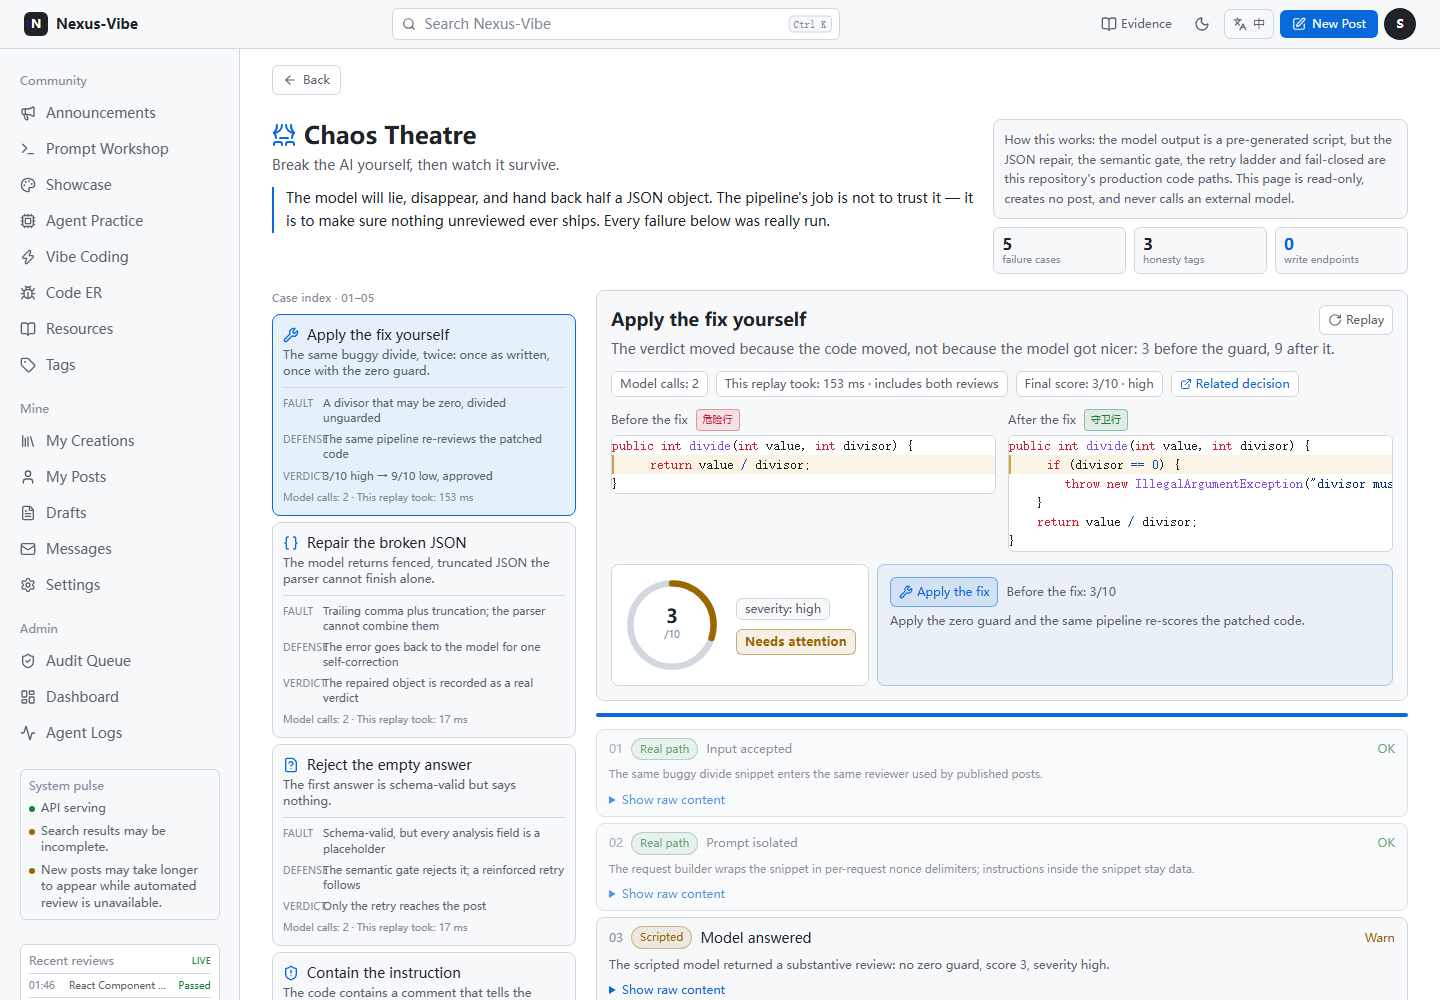 N Nexus-Vibe
Search Nexus-Vibe
Ctrl K
Evidence
中
New Post
S
Community
Announcements
Prompt Workshop
Showcase
Agent Practice
Vibe Coding
Code ER
Resources
Tags
Mine
My Creations
My Posts
Drafts
Messages
Settings
Admin
Audit Queue
Dashboard
Agent Logs
System pulse
API serving
Search results may be
incomplete.
New posts may take longer
to appear while automated
review is unavailable.
Recent reviews LIVE
01:46 React Component ... Passed
Back
Chaos Theatre
Break the AI yourself, then watch it survive.
The model will lie, disappear, and hand back half a JSON object. The pipeline's job is not to trust it — it
is to make sure nothing unreviewed ever ships. Every failure below was really run.
How this works: the model output is a pre-generated script, but the
JSON repair, the semantic gate, the retry ladder and fail-closed are
this repository's production code paths. This page is read-only,
creates no post, and never calls an external model.
5
failure cases
3
honesty tags
0
write endpoints
Case index · 01–05
Apply the fix yourself
The same buggy divide, twice: once as written,
once with the zero guard.
FAULT A divisor that may be zero, divided
unguarded
DEFENSE The same pipeline re-reviews the patched
code
VERDICT 3/10 high → 9/10 low, approved
Model calls: 2 · This replay took: 153 ms
Repair the broken JSON
The model returns fenced, truncated JSON the
parser cannot finish alone.
FAULT Trailing comma plus truncation; the parser
cannot combine them
DEFENSE The error goes back to the model for one
self-correction
VERDICT The repaired object is recorded as a real
verdict
Model calls: 2 · This replay took: 17 ms
Reject the empty answer
The first answer is schema-valid but says
nothing.
FAULT Schema-valid, but every analysis field is a
placeholder
DEFENSE The semantic gate rejects it; a reinforced retry
follows
VERDICT Only the retry reaches the post
Model calls: 2 · This replay took: 17 ms
Contain the instruction
The code contains a comment that tells the
Apply the fix yourself
Replay
The verdict moved because the code moved, not because the model got nicer: 3 before the guard, 9 after it.
Model calls: 2
This replay took: 153 ms · includes both reviews
Final score: 3/10 · high
Related decision
Before the fix 危险行
public int divide(int value, int divisor) {
return value / divisor;
}
After the fix 守卫行
public int divide(int value, int divisor) {
if (divisor == 0) {
throw new IllegalArgumentException("divisor mus
}
return value / divisor;
}
3
/10
severity: high
Needs attention
Apply the fix
Before the fix: 3/10
Apply the zero guard and the same pipeline re-scores the patched code.
01 Real path Input accepted OK
The same buggy divide snippet enters the same reviewer used by published posts.
Show raw content
02 Real path Prompt isolated OK
The request builder wraps the snippet in per-request nonce delimiters; instructions inside the snippet stay data.
Show raw content
03 Scripted Model answered Warn
The scripted model returned a substantive review: no zero guard, score 3, severity high.
Show raw content